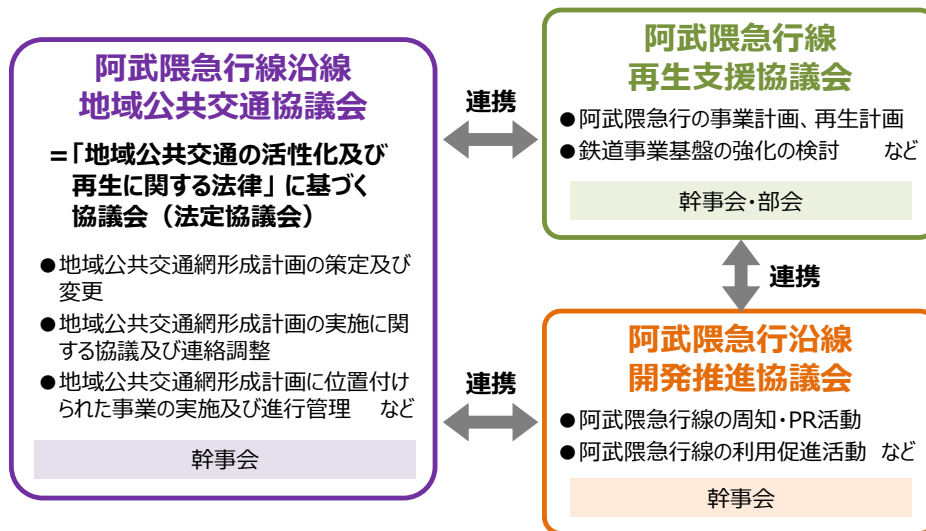 阿武隈急行線沿線
地域公共交通協議会
=「地域公共交通の活性化及び
再生に関する法律」に基づく
協議会（法定協議会）
●地域公共交通網形成計画の策定及び
変更
●地域公共交通網形成計画の実施に関
する協議及び連絡調整
●地域公共交通網形成計画に位置付け
られた事業の実施及び進行管理 など
幹事会
連携
阿武隈急行線
再生支援協議会
●阿武隈急行の事業計画、再生計画
●鉄道事業基盤の強化の検討 など
幹事会・部会
連携
連携
阿武隈急行沿線
開発推進協議会
●阿武隈急行線の周知・PR活動
●阿武隈急行線の利用促進活動 など
幹事会